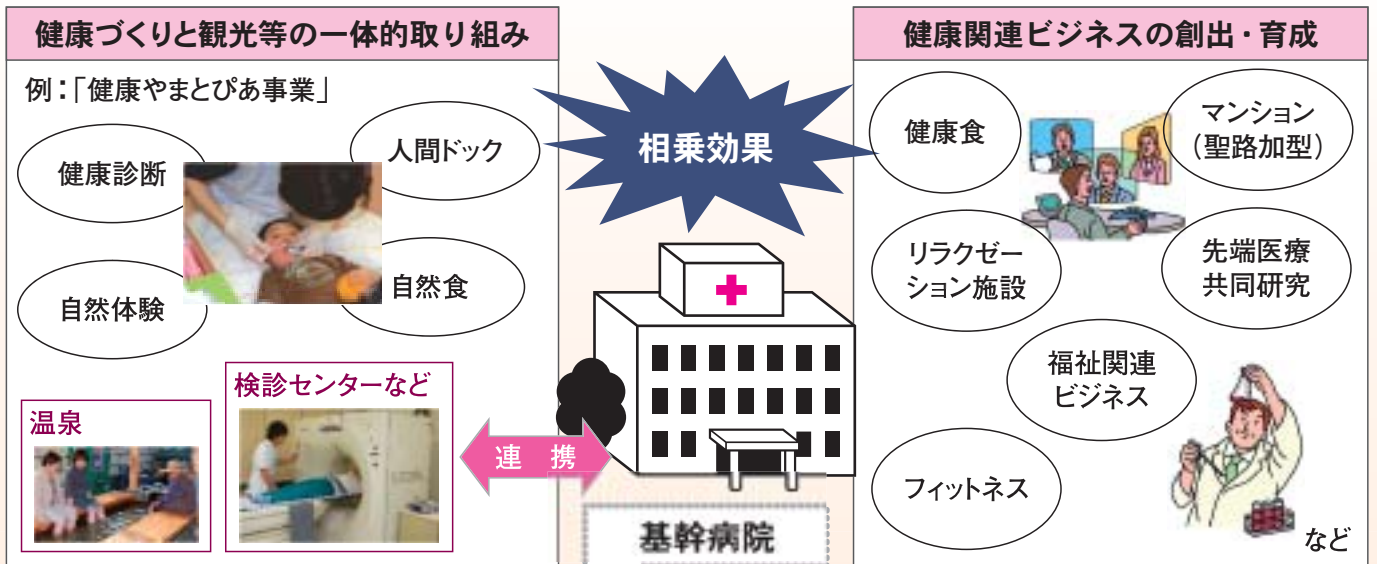 健康づくりと観光等の一体的取り組み
例：「健康やまとぴあ事業」
健康診断
人間ドック
自然体験
自然食
温泉
検診センターなど
連携
相乗効果
基幹病院
健康関連ビジネスの創出・育成
健康食
マンション
（聖路加型）
リラクゼー
ション施設
先端医療
共同研究
福祉関連
ビジネス
フィットネス
など